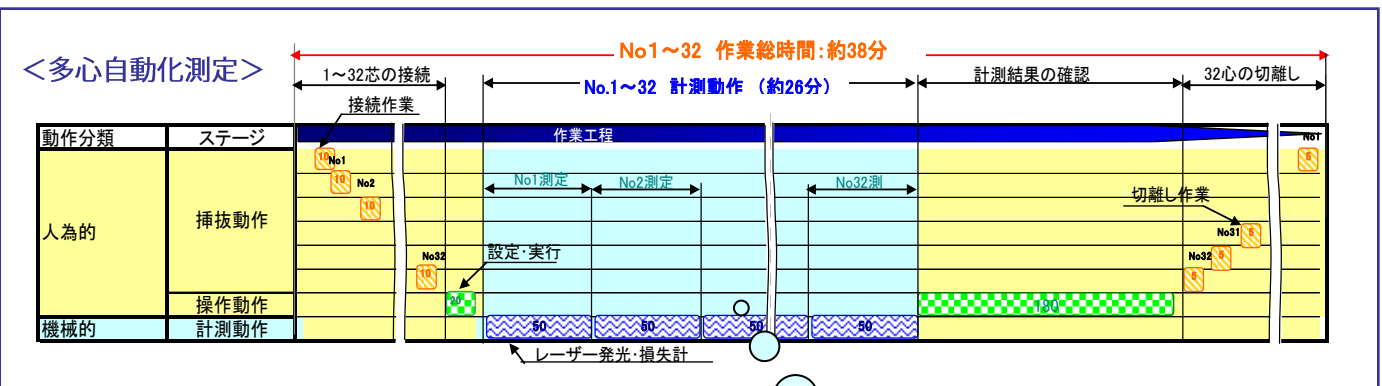 No1～32 作業総時間：約38分
＜多心自動化測定＞
1～32芯の接続
No.1～32 計測動作 （約26分）
計測結果の確認
32心の切離し
接続作業
動作分類
ステージ
作業工程
No1
10
No1
5
10
No2
No1測定
No2測定
No32測
切離し作業
10
人為的
挿抜動作
No31
5
No32
設定・実行
No32
5
10
5
操作動作
20
180
機械的
計測動作
50
50
50
50
レーザー発光・損失計